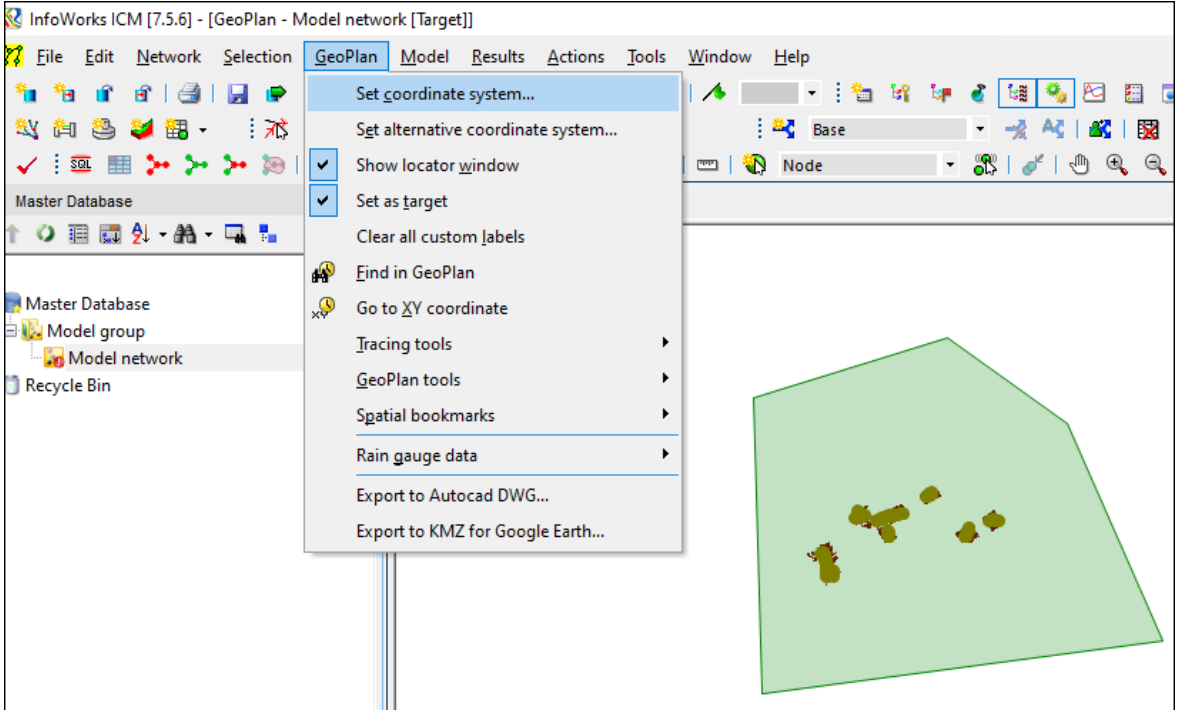 InfoWorks ICM [7.5.6] - [GeoPlan - Model network [Target]]
File Edit Network Selection GeoPlan Model Results Actions Tools Window Help
Set coordinate system...
Set alternative coordinate system...
Base
Show locator window
SQL
Node
Master Database
Set as target
Clear all custom labels
Find in GeoPlan
Master Database
Go to XY coordinate
Model group
Tracing tools
Model network
GeoPlan tools
Recycle Bin
Spatial bookmarks
Rain gauge data
Export to Autocad DWG...
Export to KMZ for Google Earth...